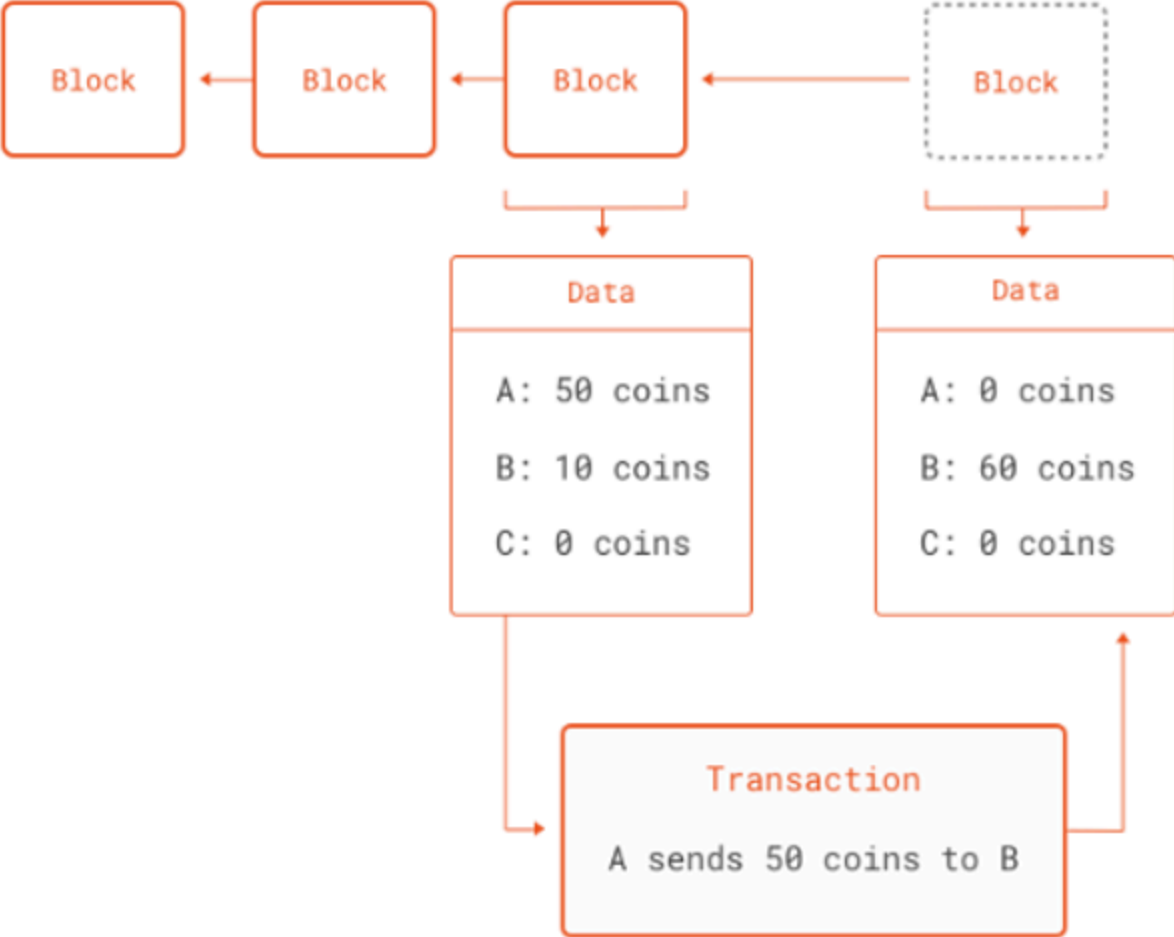 Block
Block
Block
Block
Data
A: 50 coins
B: 10 coins
C: 0 coins
Data
A: 0 coins
B: 60 coins
C: 0 coins
Transaction
A sends 50 coins to B